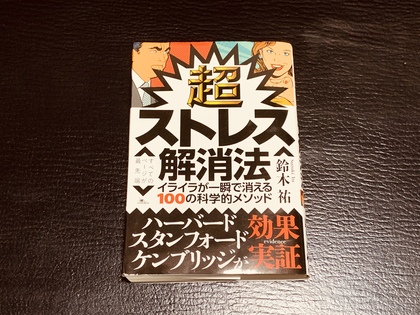 超
ストレス
解消法
イライラが一瞬で消える
100の科学的メソッド
鈴木祐
ハーバード
スタンフォード
ケンブリッジが
効果
evidence
実証